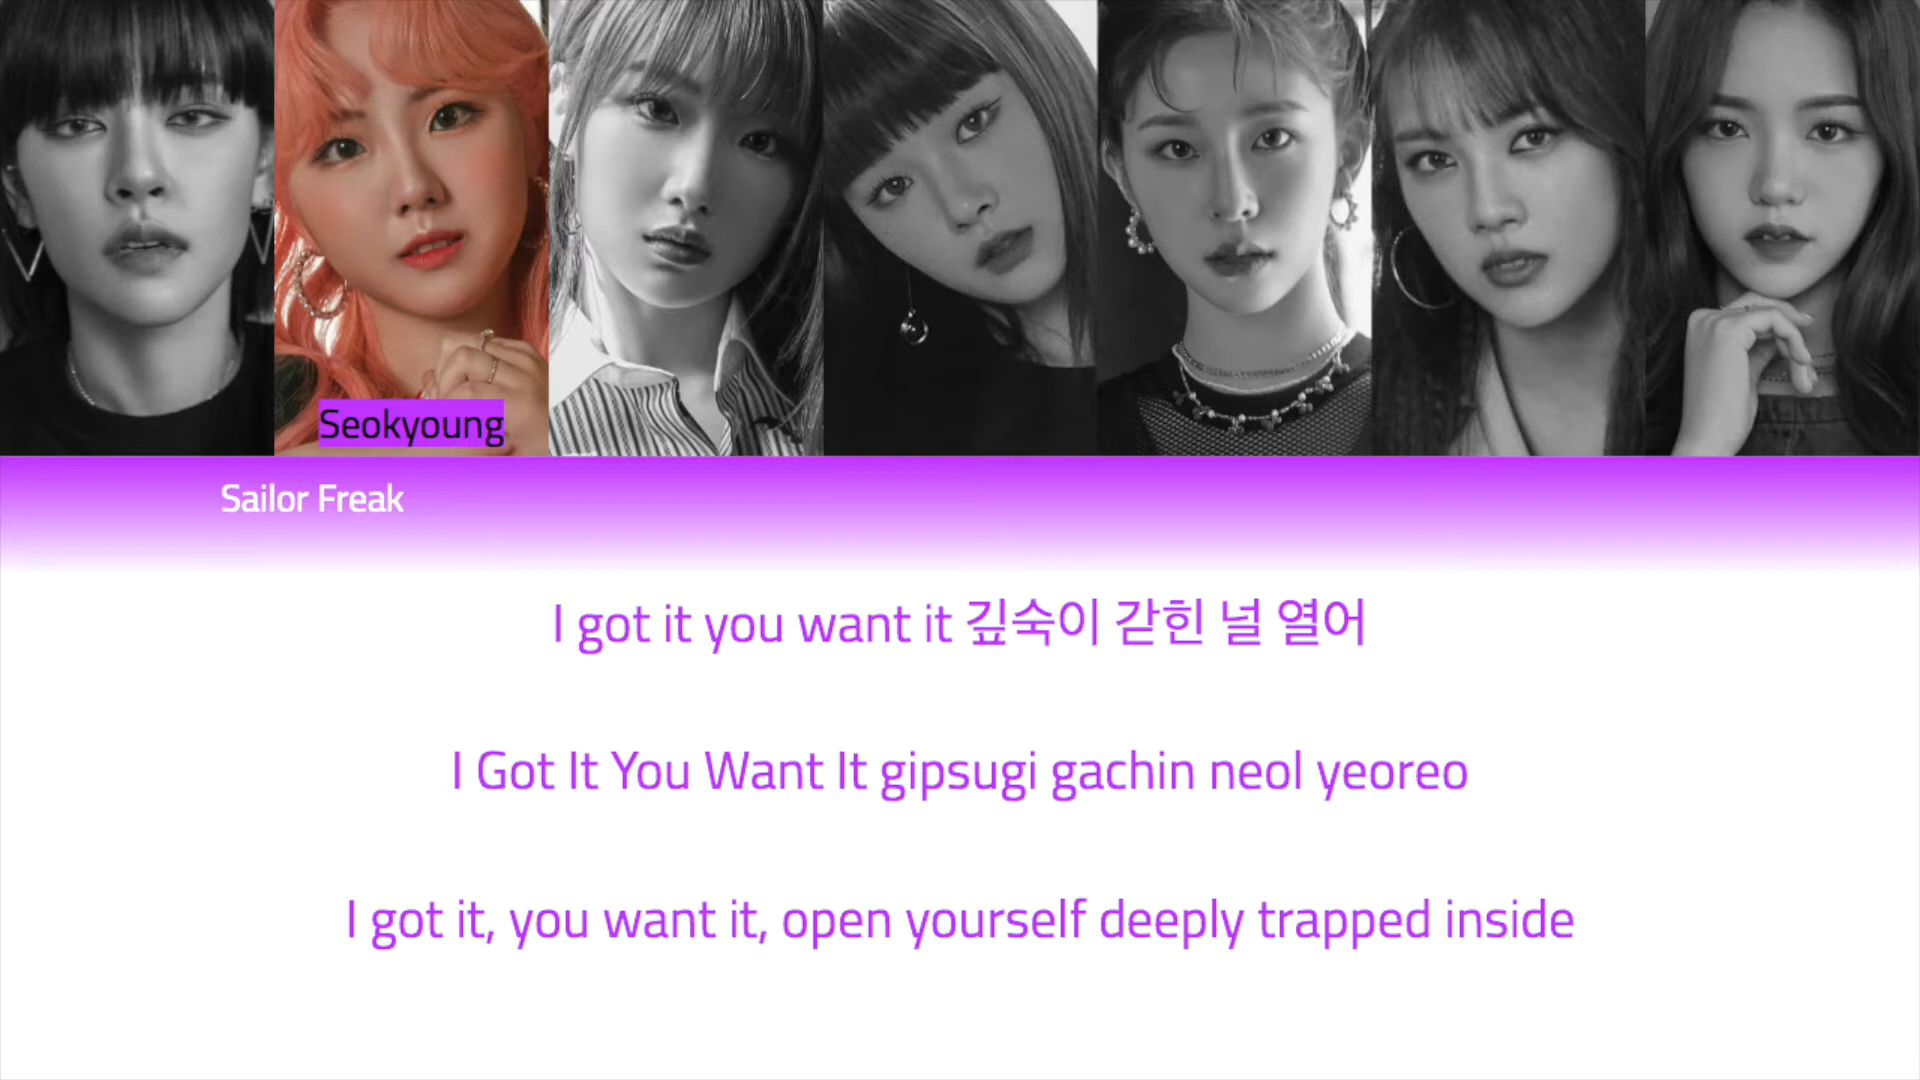 Seokyoung
Sailor Freak
I got it you want it 깊숙이 갇힌 널 열어
I Got It You Want It gipsugi gachin neol yeoreo
I got it, you want it, open yourself deeply trapped inside